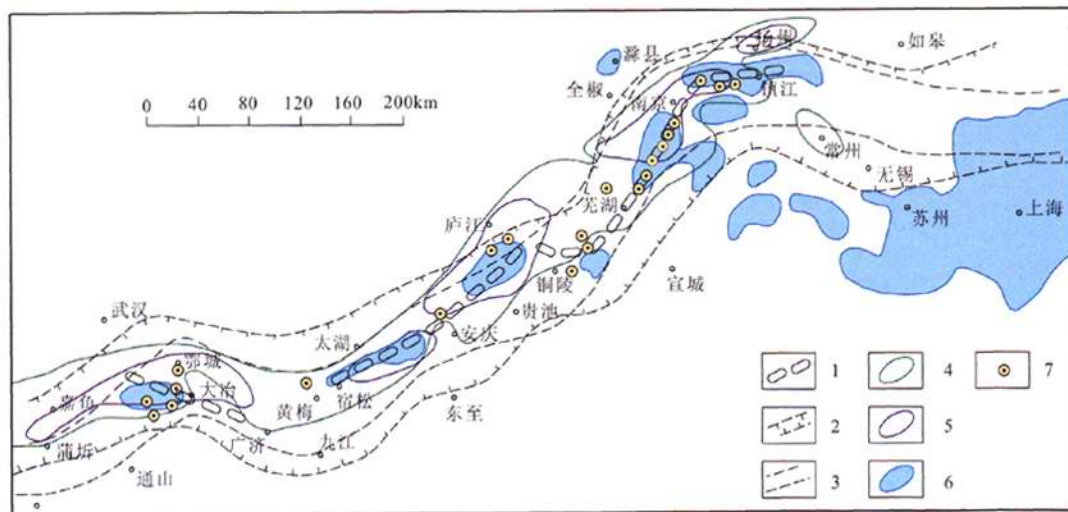 扬州
如皋
滁县
全椒
镇江
南京
0 40 120 160 200km
常州
无锡
芜湖
苏州
上海
庐江
铜陵
宣城
武汉
贵池
太湖
安庆
鄂城
大冶
嘉鱼
黄梅
宿松
东至
蒲圻
广济
九江
通山
1
4
7
2
5
3
6